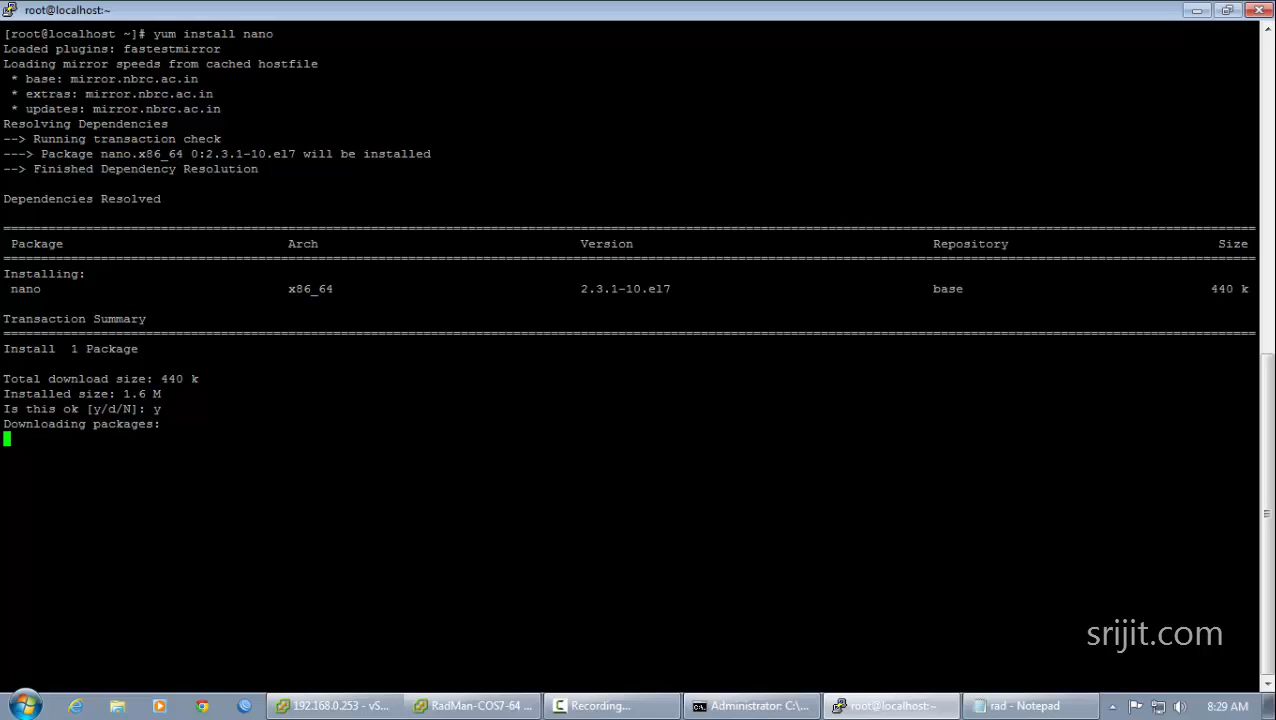 root@localhost:~
[root@localhost ~]# yum install nano
Loaded plugins: fastestmirror
Loading mirror speeds from cached hostfile
 * base: mirror.nbrc.ac.in
 * extras: mirror.nbrc.ac.in
 * updates: mirror.nbrc.ac.in
Resolving Dependencies
--> Running transaction check
---> Package nano.x86_64 0:2.3.1-10.el7 will be installed
--> Finished Dependency Resolution
Dependencies Resolved
Package Arch Version Repository Size
Installing:
nano x86_64 2.3.1-10.el7 base 440 k
Transaction Summary
Install 1 Package
Total download size: 440 k
Installed size: 1.6 M
Is this ok [y/d/N]: y
Downloading packages:
srijit.com
192.168.0.253 - vS... RadMan-COS7-64 ... Recording... Administrator: C:\... root@localhost:~ rad - Notepad 8:29 AM